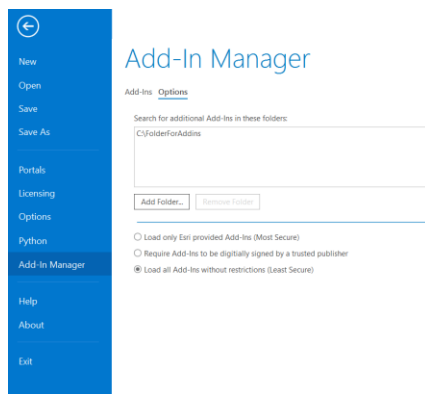 New
Open
Save
Save As
Portals
Licensing
Options
Python
Add-In Manager
Help
About
Exit
Add-In Manager
Add-Ins Options
Search for additional Add-Ins in these folders:
C:\FolderForAddins
Add Folder... Remove Folder
Load only Esri provided Add-Ins (Most Secure)
Require Add-Ins to be digitially signed by a trusted publisher
Load all Add-Ins without restrictions (Least Secure)